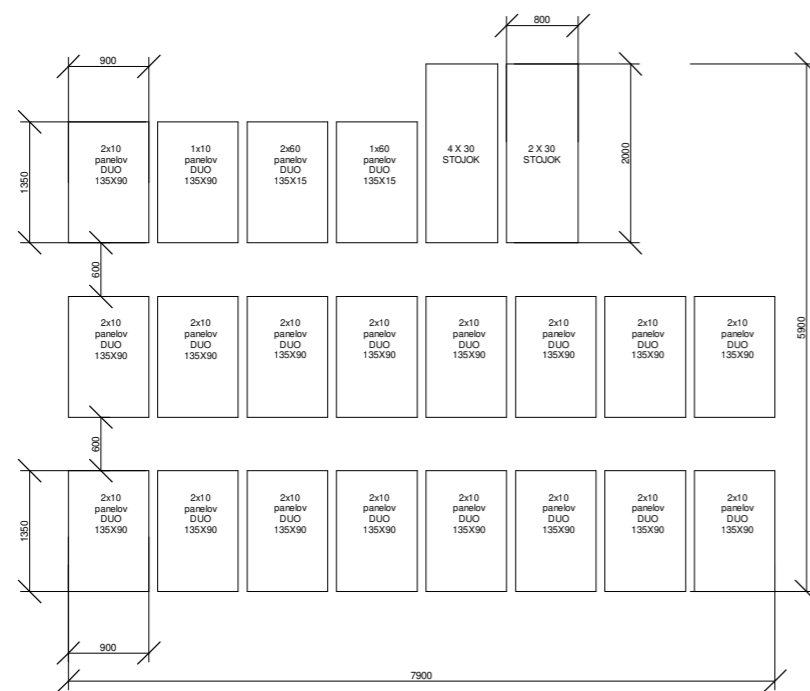 800
900
2x10
panelov
DUO
135X90
1x10
panelov
DUO
135X90
2x60
panelov
DUO
135X15
1x60
panelov
DUO
135X15
4 X 30
STOJOK
2 X 30
STOJOK
1350
2000
600
2x10
panelov
DUO
135X90
2x10
panelov
DUO
135X90
2x10
panelov
DUO
135X90
2x10
panelov
DUO
135X90
2x10
panelov
DUO
135X90
2x10
panelov
DUO
135X90
2x10
panelov
DUO
135X90
2x10
panelov
DUO
135X90
5900
600
2x10
panelov
DUO
135X90
2x10
panelov
DUO
135X90
2x10
panelov
DUO
135X90
2x10
panelov
DUO
135X90
2x10
panelov
DUO
135X90
2x10
panelov
DUO
135X90
2x10
panelov
DUO
135X90
2x10
panelov
DUO
135X90
1350
900
7900